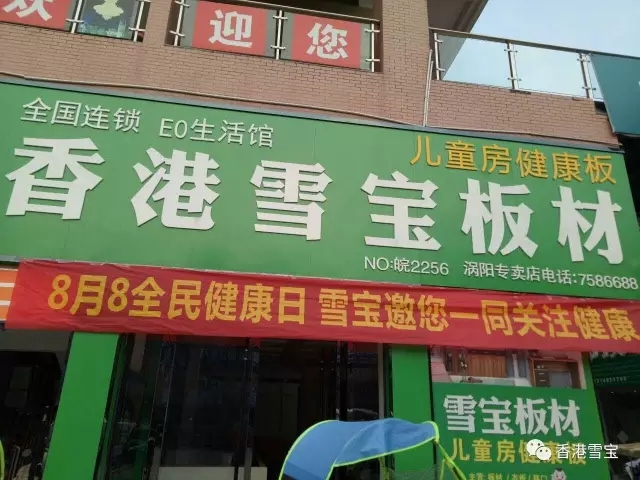 欢 迎 您
全国连锁 E0生活馆
儿童房健康板
香港雪宝板材
NO:皖2256 涡阳专卖店电话:7586688
8月8全民健康日 雪宝邀您一同关注健康
雪宝板材
儿童房健康板
香港雪宝